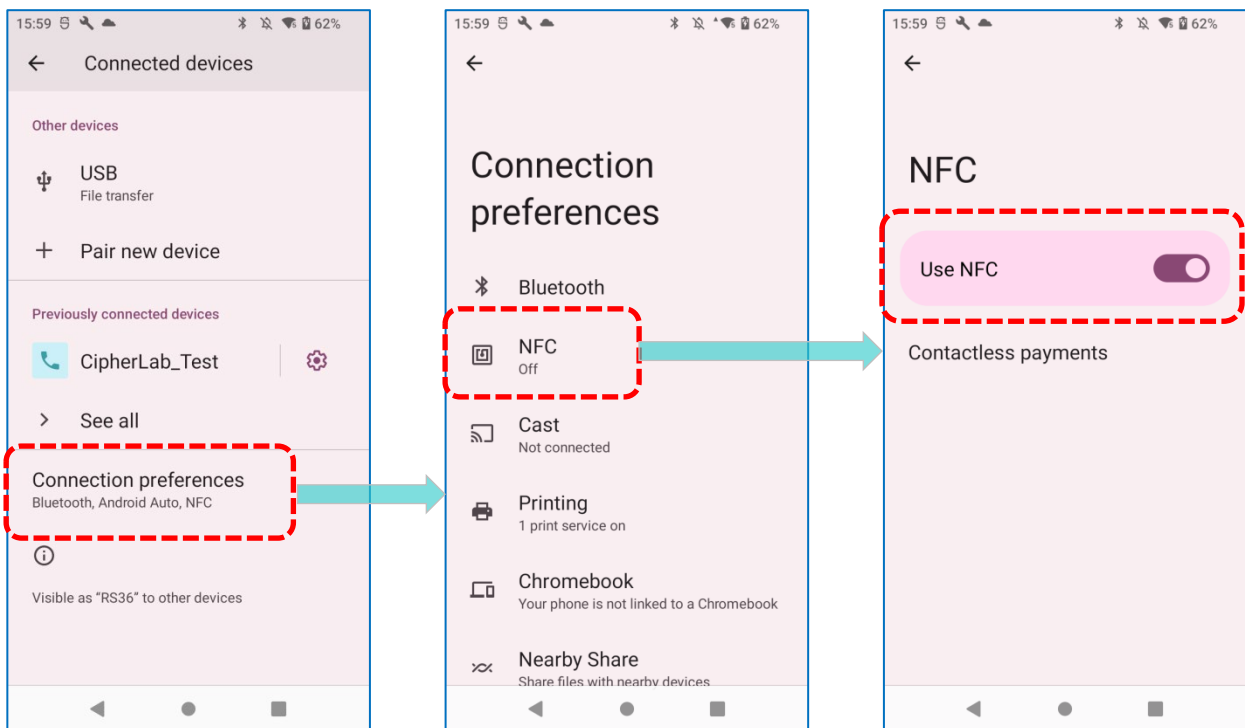 15:59 62%
Connected devices
Other devices
USB
File transfer
Pair new device
Previously connected devices
CipherLab_Test
See all
Connection preferences
Bluetooth, Android Auto, NFC
Visible as "RS36" to other devices
15:59 62%
Connection
preferences
Bluetooth
NFC
Off
Cast
Not connected
Printing
1 print service on
Chromebook
Your phone is not linked to a Chromebook
Nearby Share
Share files with nearby devices
15:59 62%
NFC
Use NFC
Contactless payments